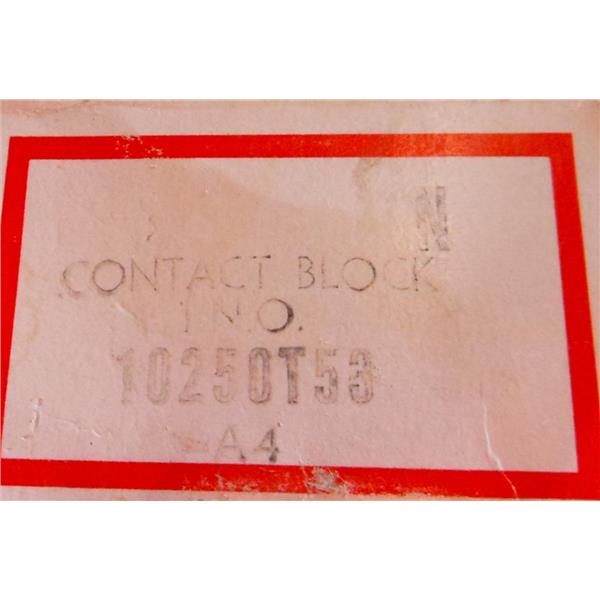 N
CONTACT BLOCK
1 N.O.
10250T53
A4